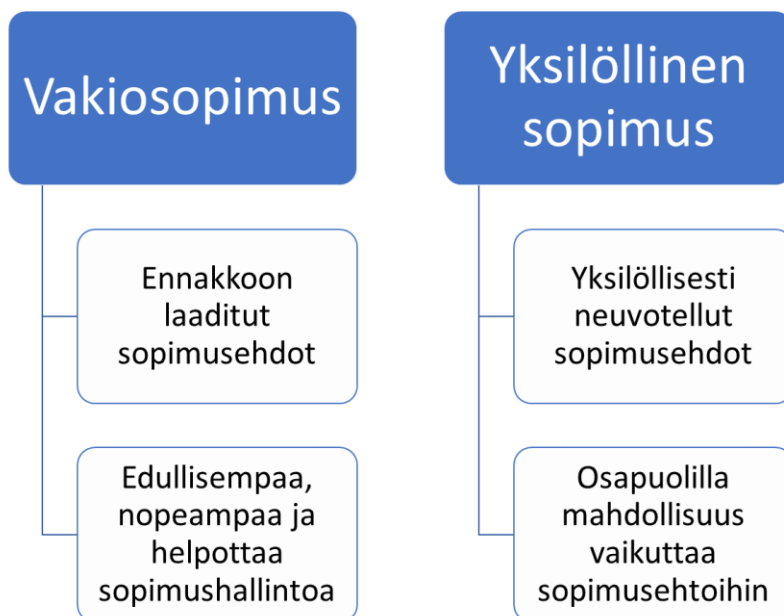 Vakiosopimus
Ennakkoon
laaditut
sopimusehdot
Edullisempaa,
nopeampaa ja
helpottaa
sopimushallintoa
Yksilöllinen
sopimus
Yksilöllisesti
neuvotellut
sopimusehdot
Osapuolilla
mahdollisuus
vaikuttaa
sopimusehtoihin